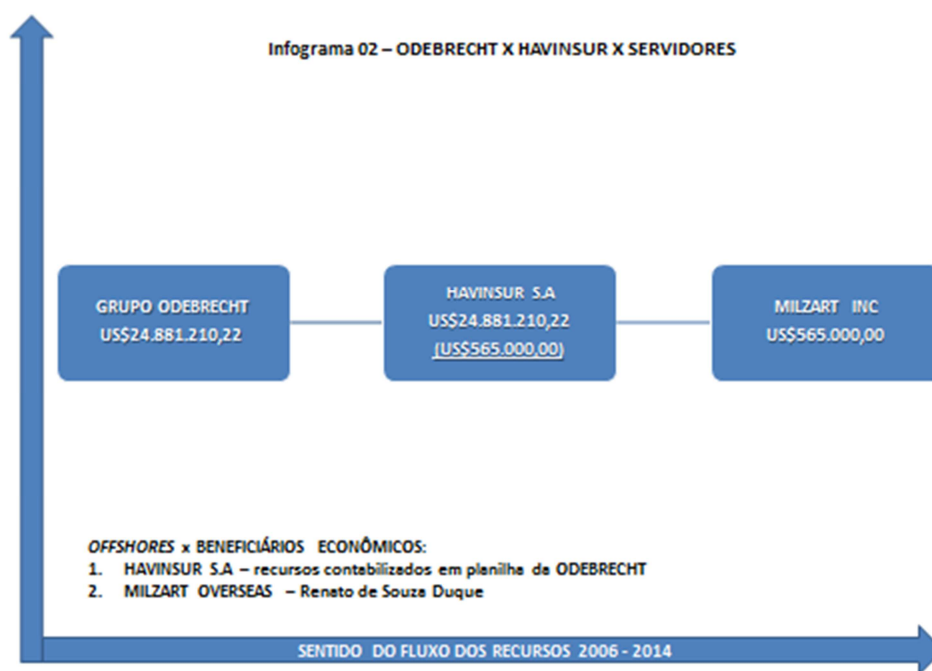 Infograma 02 – ODEBRECHT X HAVINSUR X SERVIDORES
GRUPO ODEBRECHT
US$24.881.210,22
HAVINSUR S.A
US$24.881.210,22
(US$565.000,00)
MILZART INC
US$565.000,00
OFFSHORES x BENEFICIÁRIOS ECONÔMICOS:
1. HAVINSUR S.A – recursos contabilizados em planilha da ODEBRECHT
2. MILZART OVERSEAS – Renato de Souza Duque
SENTIDO DO FLUXO DOS RECURSOS 2006 - 2014